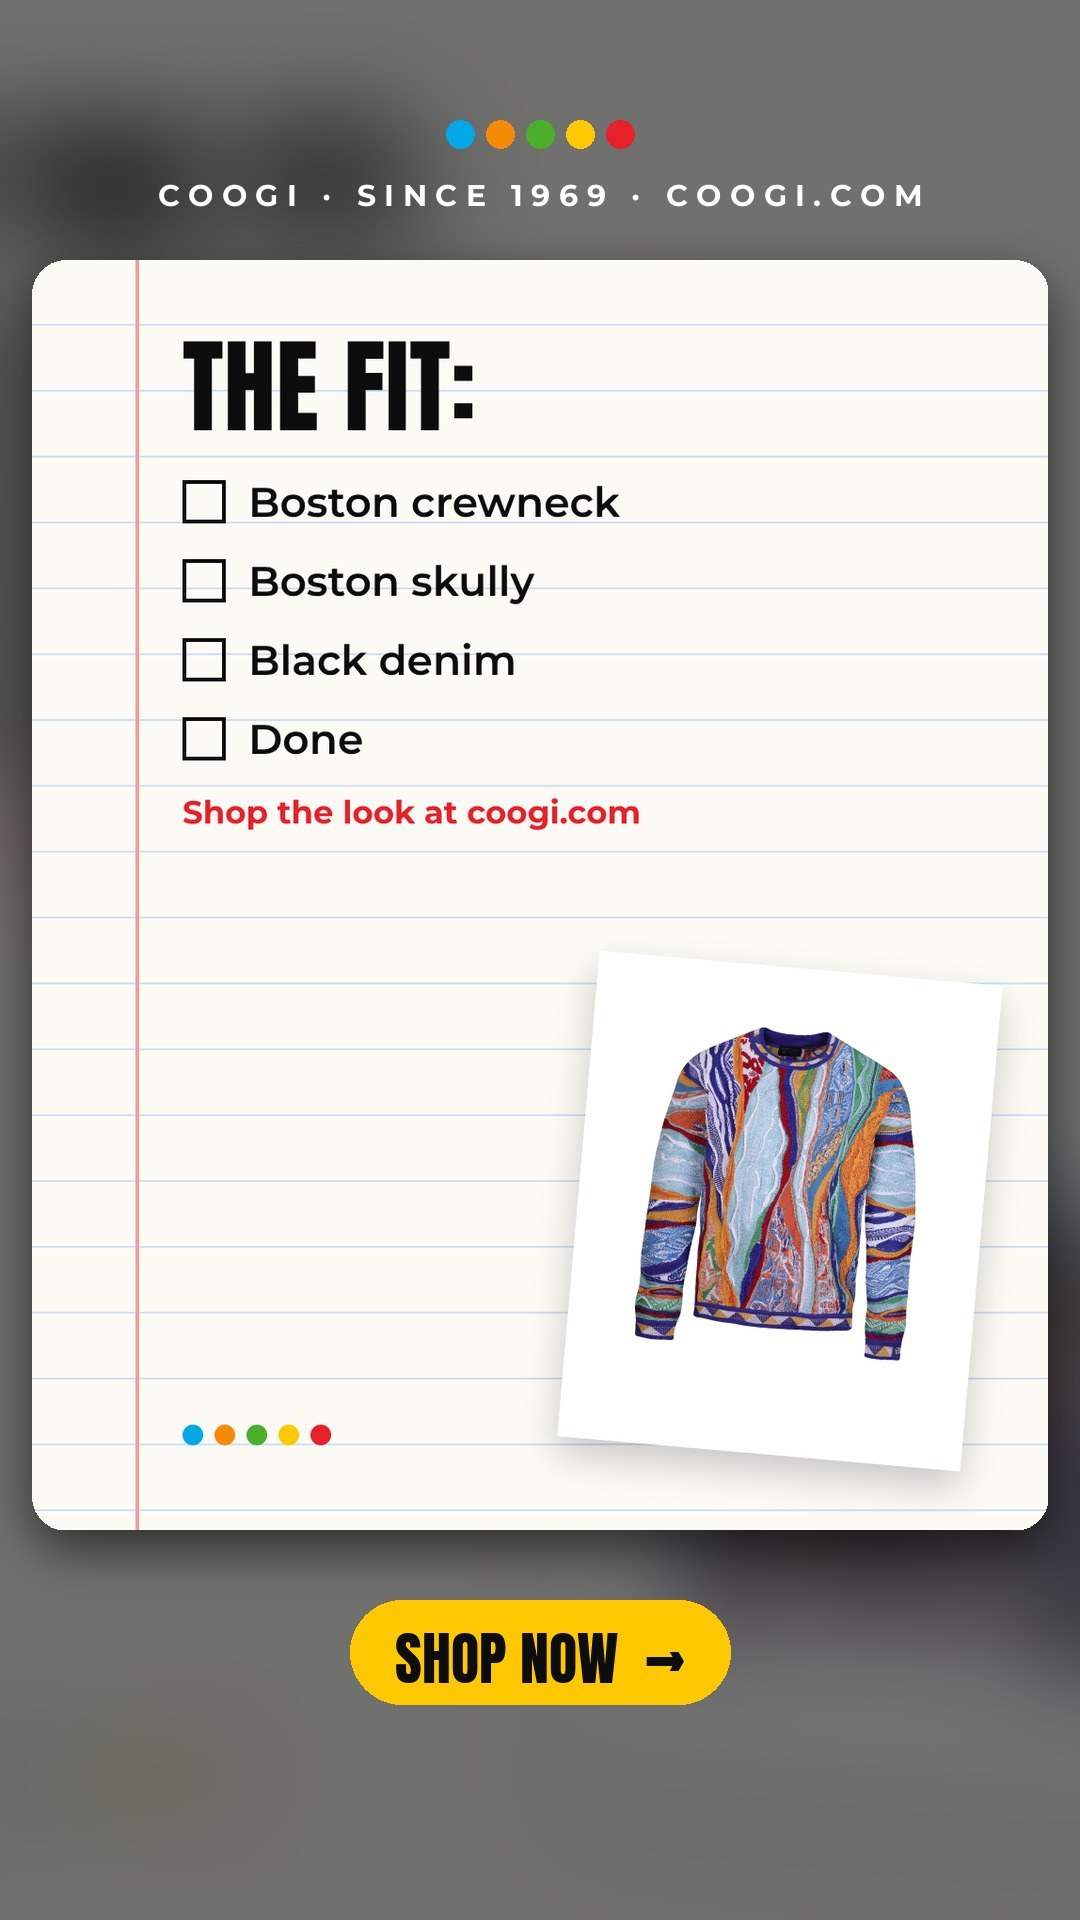 COOGI · SINCE 1969 · COOGI.COM
THE FIT:
Boston crewneck
Boston skully
Black denim
Done
Shop the look at coogi.com
SHOP NOW →